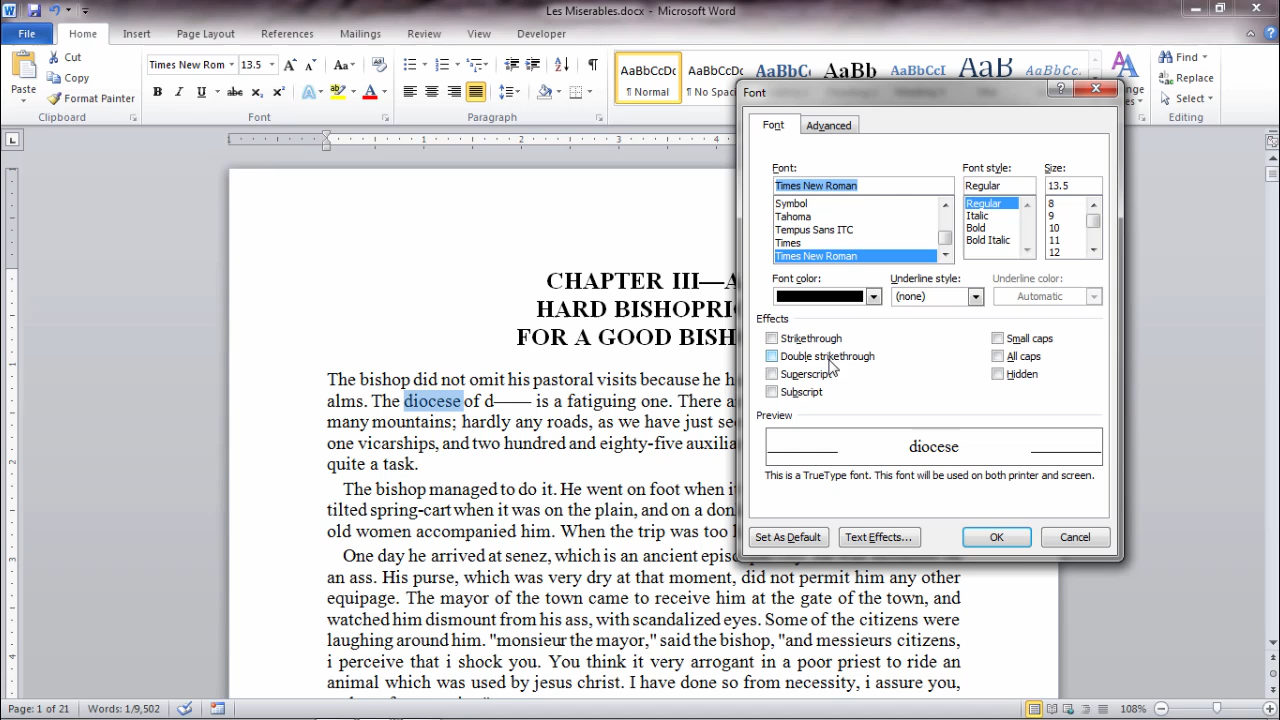 Les Miserables.docx - Microsoft Word
File Home Insert Page Layout References Mailings Review View Developer
Paste
Cut
Copy
Format Painter
Clipboard
Times New Rom 13.5
Font
Paragraph
AaBbCcDc
¶ Normal
AaBbCcDc
¶ No Spac
Find
Replace
Select
Editing
CHAPTER III—A
HARD BISHOPRIC
FOR A GOOD BISH
The bishop did not omit his pastoral visits because he h
alms. The diocese of d—— is a fatiguing one. There ar
many mountains; hardly any roads, as we have just see
one vicarships, and two hundred and eighty-five auxilia
quite a task.
The bishop managed to do it. He went on foot when it
tilted spring-cart when it was on the plain, and on a don
old women accompanied him. When the trip was too
One day he arrived at senez, which is an ancient epis
an ass. His purse, which was very dry at that moment, did not permit him any other
equipage. The mayor of the town came to receive him at the gate of the town, and
watched him dismount from his ass, with scandalized eyes. Some of the citizens were
laughing around him. "monsieur the mayor," said the bishop, "and messieurs citizens,
i perceive that i shock you. You think it very arrogant in a poor priest to ride an
animal which was used by jesus christ. I have done so from necessity, i assure you,
Font
Font Advanced
Font: Font style: Size:
Times New Roman Regular 13.5
Symbol Regular 8
Tahoma Italic 9
Tempus Sans ITC Bold 10
Times Bold Italic 11
Times New Roman 12
Font color: Underline style: Underline color:
(none) Automatic
Effects
Strikethrough Small caps
Double strikethrough All caps
Superscript Hidden
Subscript
Preview
diocese
This is a TrueType font. This font will be used on both printer and screen.
Set As Default Text Effects... OK Cancel
Page: 1 of 21 Words: 1/9,502 108%